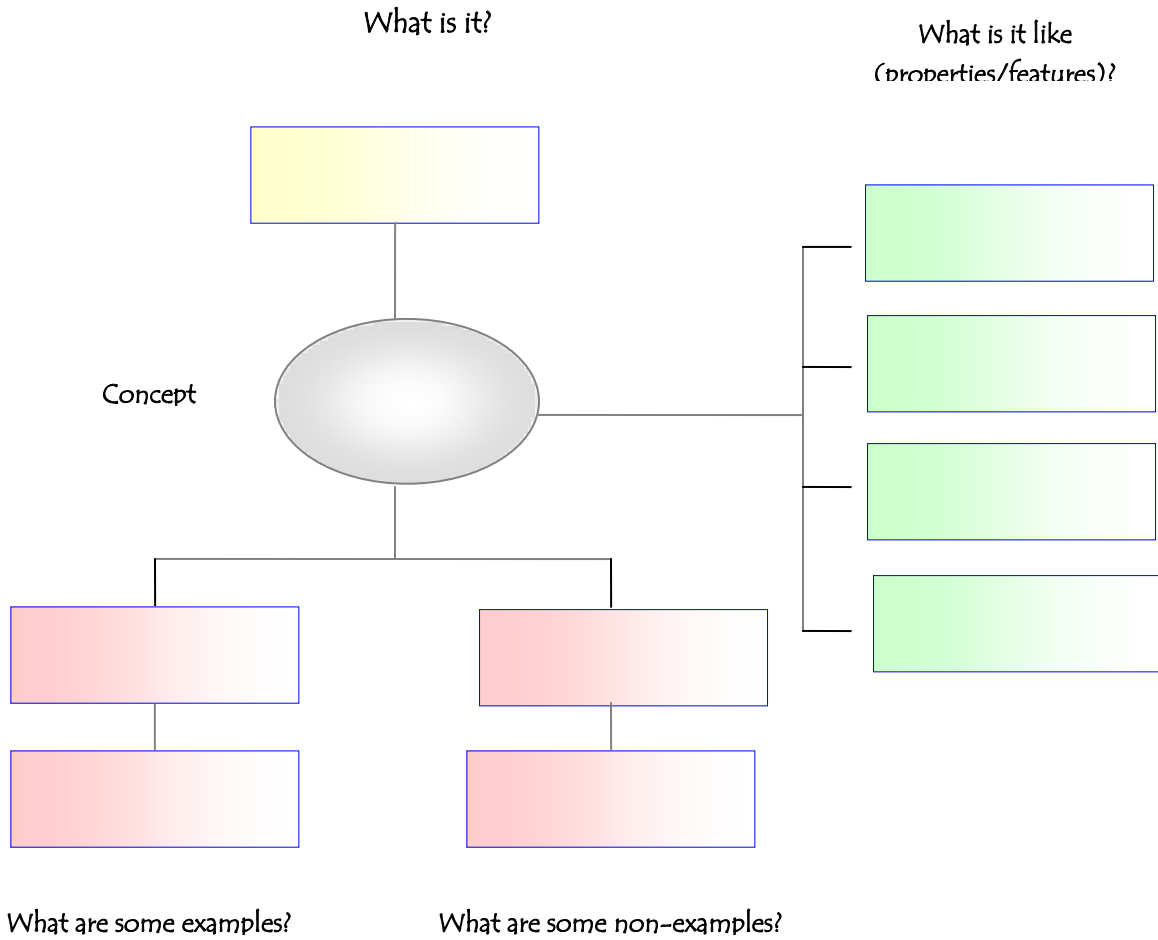 What is it?
What is it like
(properties/features)?
Concept
What are some examples?
What are some non-examples?